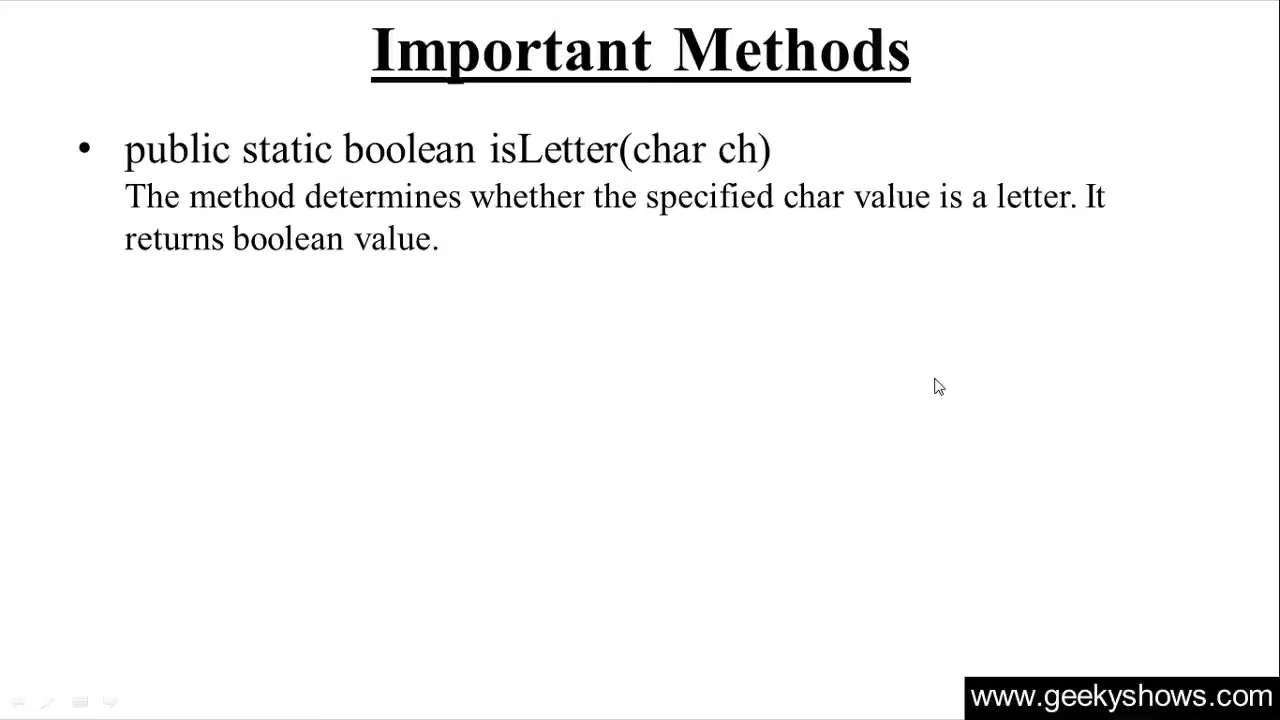 Important Methods
• public static boolean isLetter(char ch)
The method determines whether the specified char value is a letter. It
returns boolean value.
www.geekyshows.com